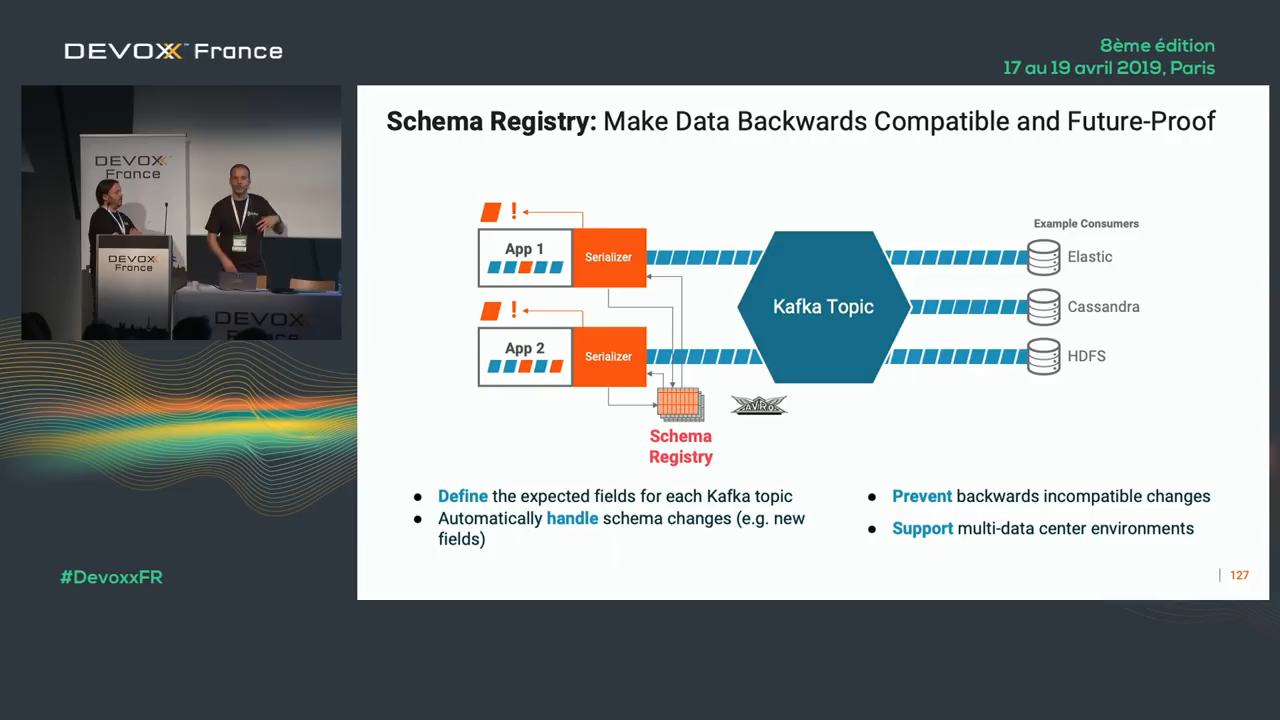 DEVOXX™ France
8ème édition
17 au 19 avril 2019, Paris
DEVOXX
France
DEVOXX
France
DEVOXX
France
Schema Registry: Make Data Backwards Compatible and Future-Proof
!
App 1
Serializer
!
App 2
Serializer
Kafka Topic
Example Consumers
Elastic
Cassandra
HDFS
AVRO
Schema
Registry
● Define the expected fields for each Kafka topic
● Automatically handle schema changes (e.g. new
fields)
● Prevent backwards incompatible changes
● Support multi-data center environments
127
#DevoxxFR